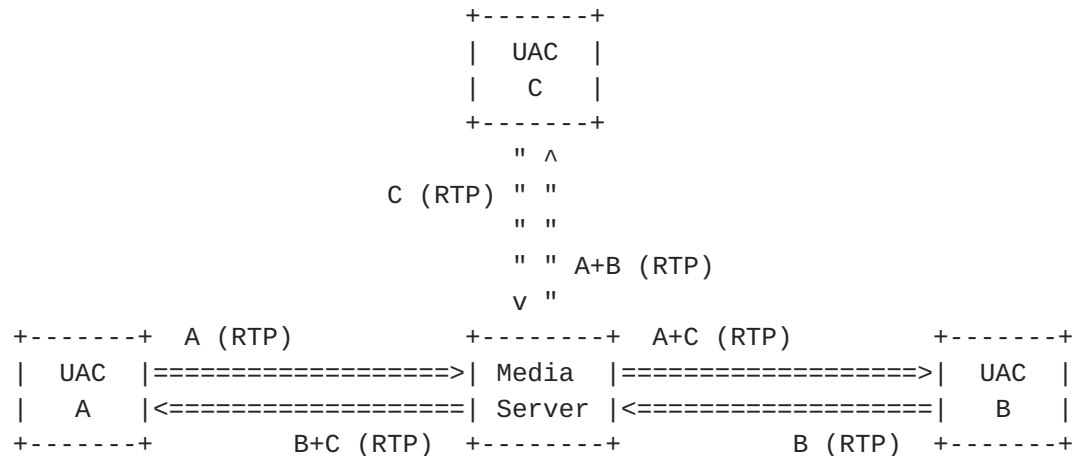 +-------+
|  UAC  |
|   C   |
+-------+
" ^
C (RTP) " "
" "
" " A+B (RTP)
v "
+-------+  A (RTP)           +--------+  A+C (RTP)         +-------+
|  UAC  |===================>| Media  |===================>|  UAC  |
|   A   |<===================| Server |<===================|   B   |
+-------+         B+C (RTP)  +--------+           B (RTP)  +-------+